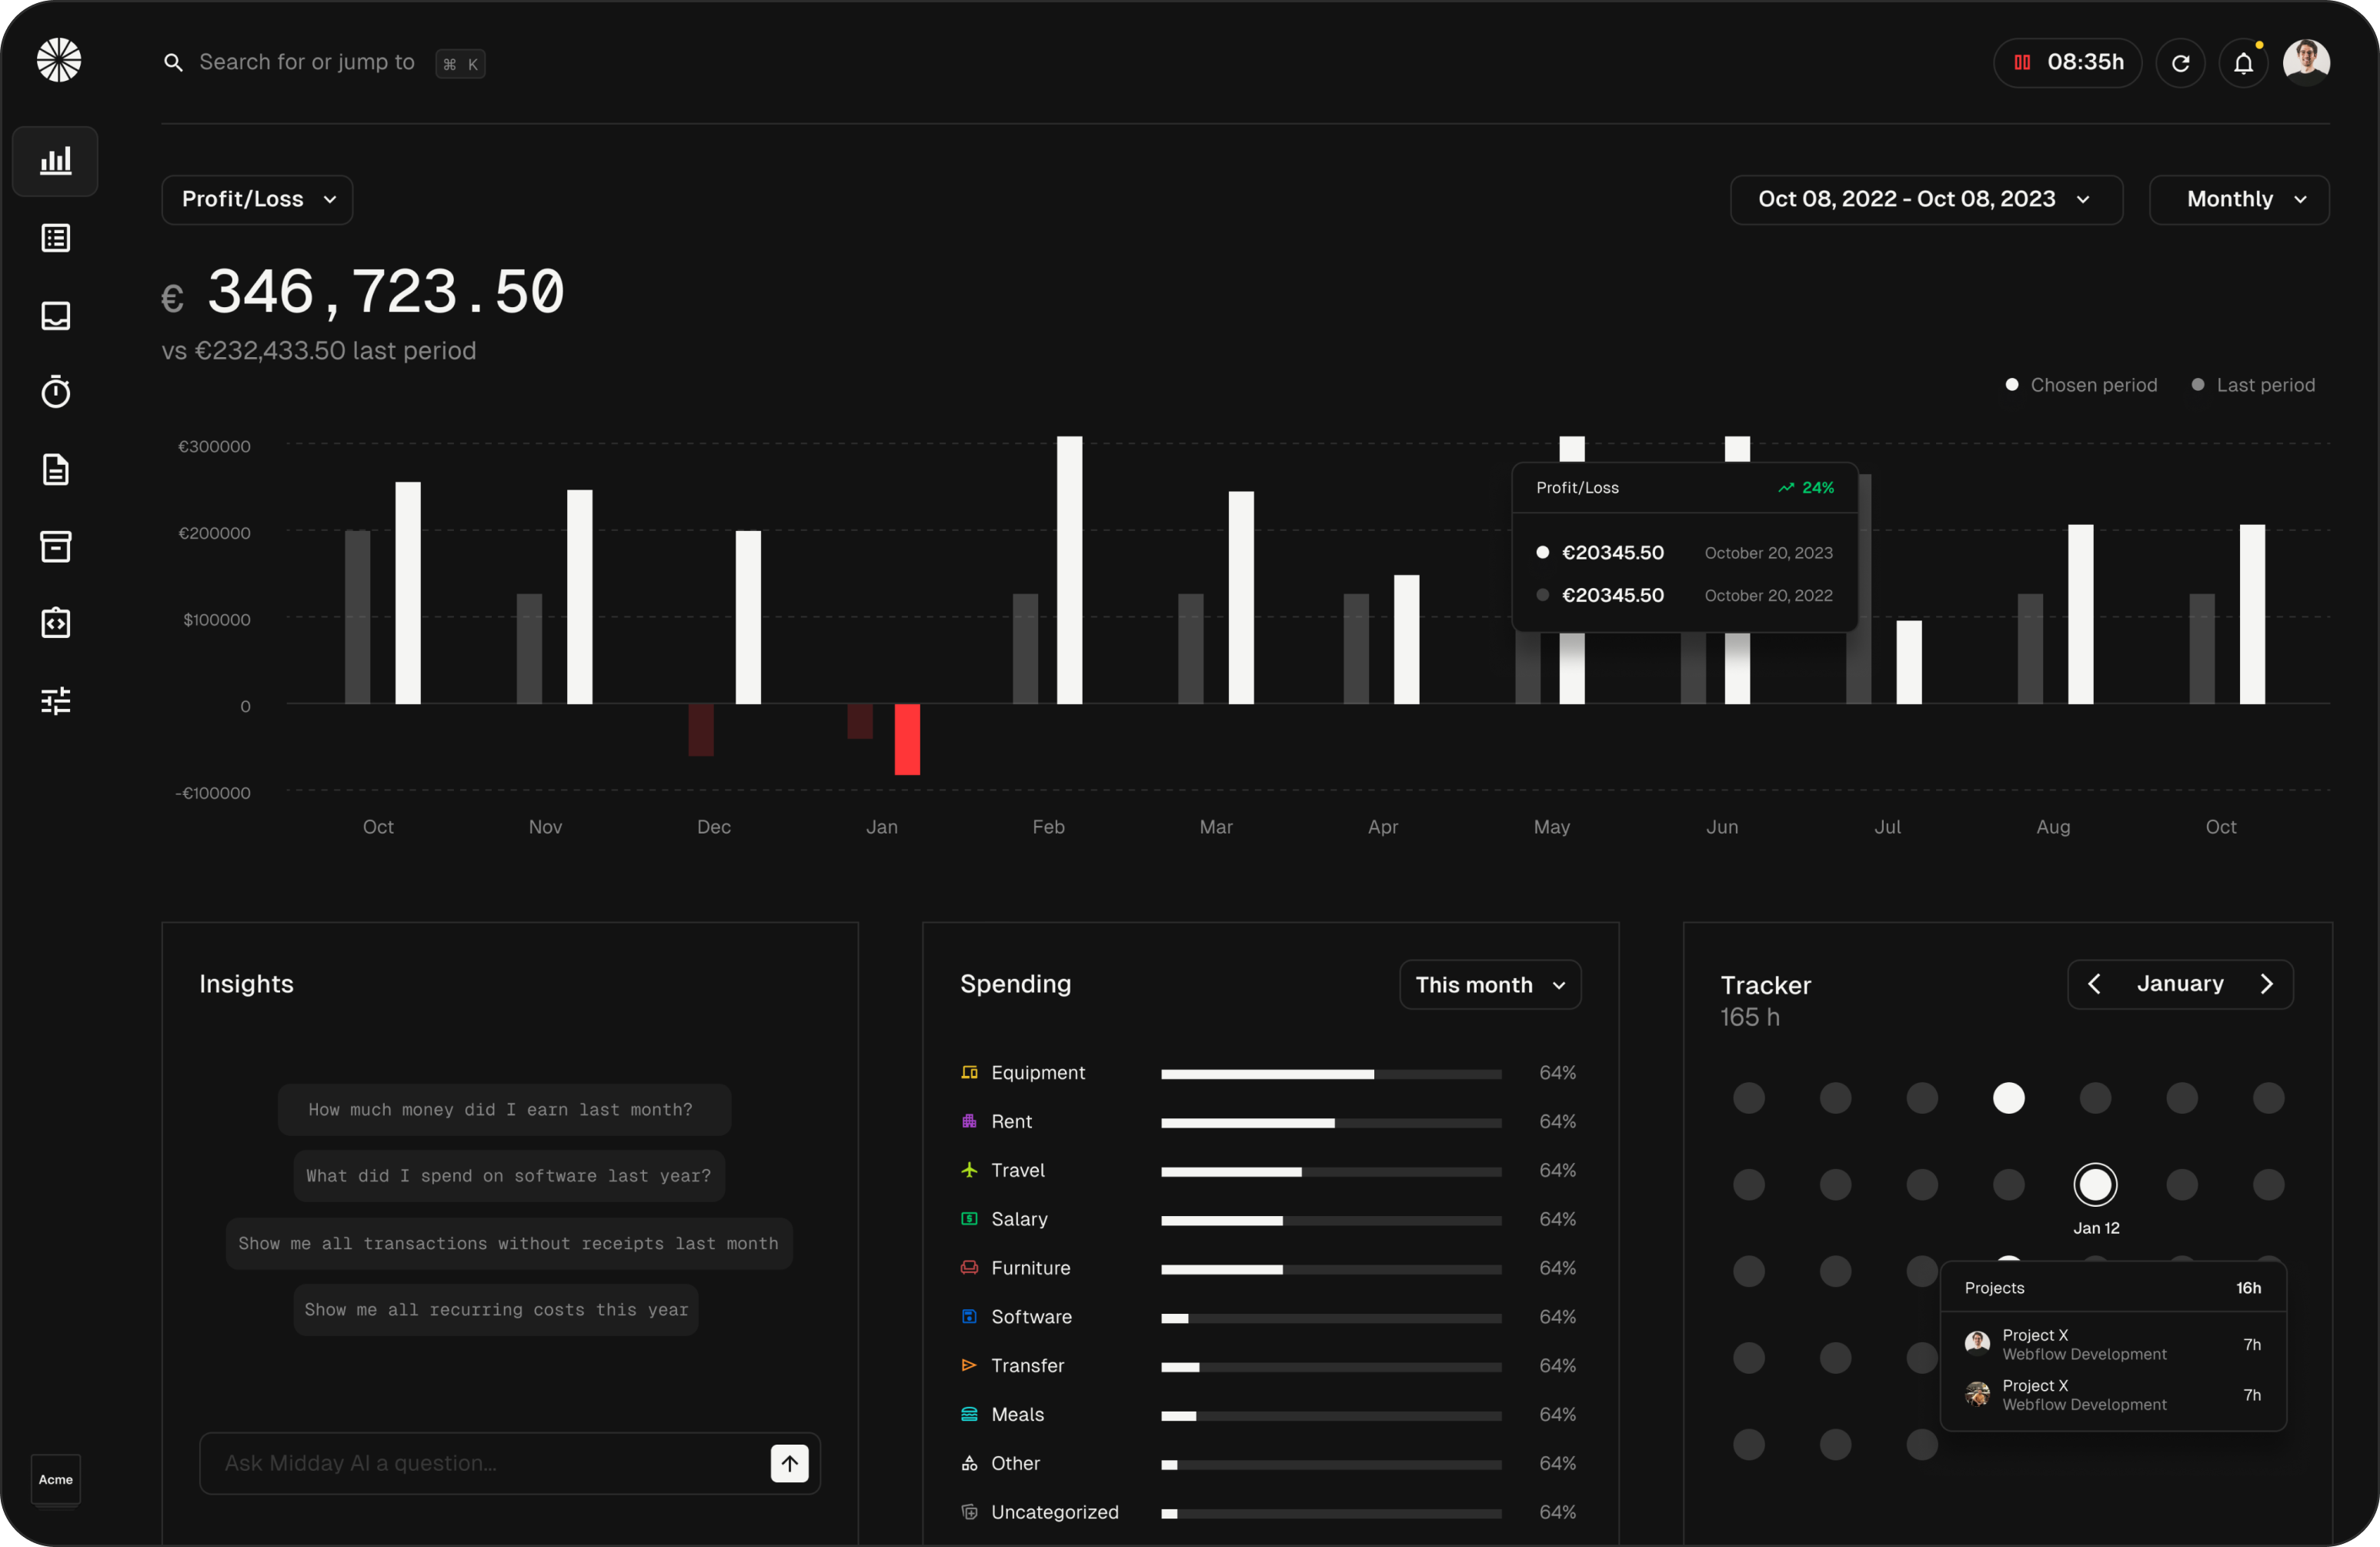 Search for or jump to ⌘ K
08:35h
Profit/Loss
Oct 08, 2022 - Oct 08, 2023
Monthly
€ 346,723.50
vs €232,433.50 last period
Chosen period
Last period
€300000
€200000
$100000
0
-€100000
Profit/Loss 24%
€20345.50 October 20, 2023
€20345.50 October 20, 2022
Oct Nov Dec Jan Feb Mar Apr May Jun Jul Aug Oct
Insights
How much money did I earn last month?
What did I spend on software last year?
Show me all transactions without receipts last month
Show me all recurring costs this year
Ask Midday AI a question...
Spending
This month
Equipment 64%
Rent 64%
Travel 64%
Salary 64%
Furniture 64%
Software 64%
Transfer 64%
Meals 64%
Other 64%
Uncategorized 64%
Tracker
165 h
January
Jan 12
Projects 16h
Project X
Webflow Development
7h
Project X
Webflow Development
7h
Acme